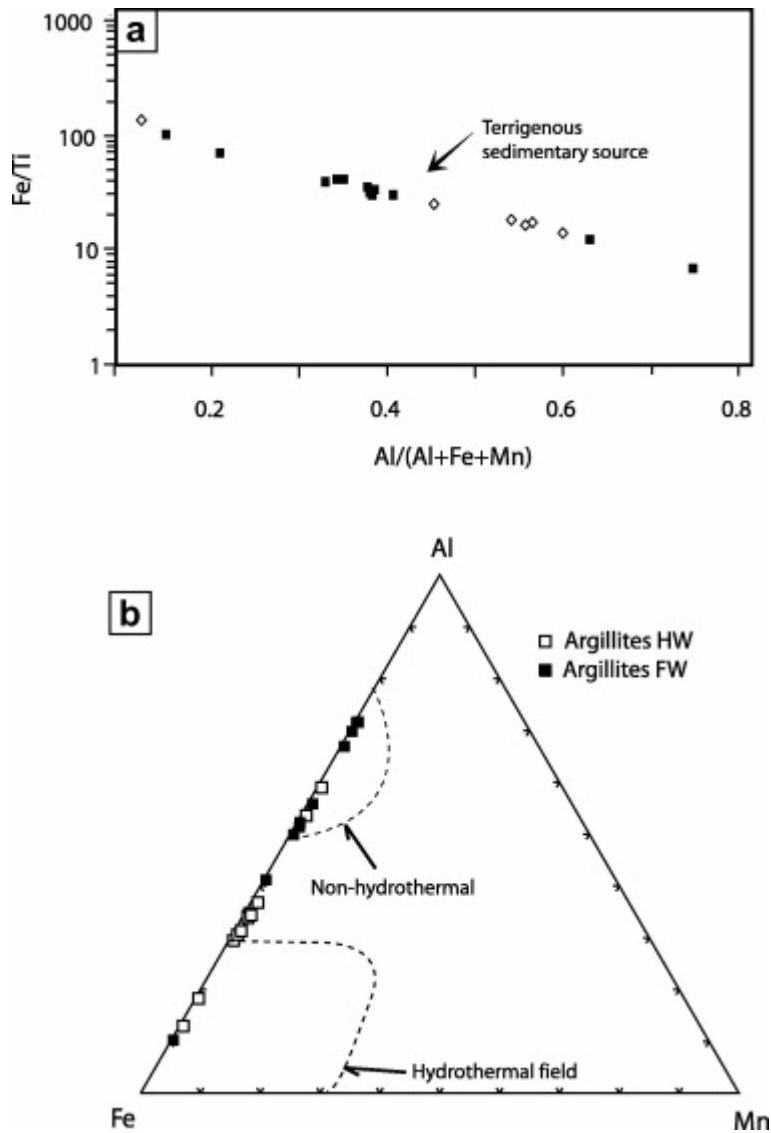 a
1000
100
10
1
Fe/Ti
Terrigenous
sedimentary source
0.2 0.4 0.6 0.8
Al/(Al+Fe+Mn)
b
Al
Argillites HW
Argillites FW
Non-hydrothermal
Hydrothermal field
Fe
Mn